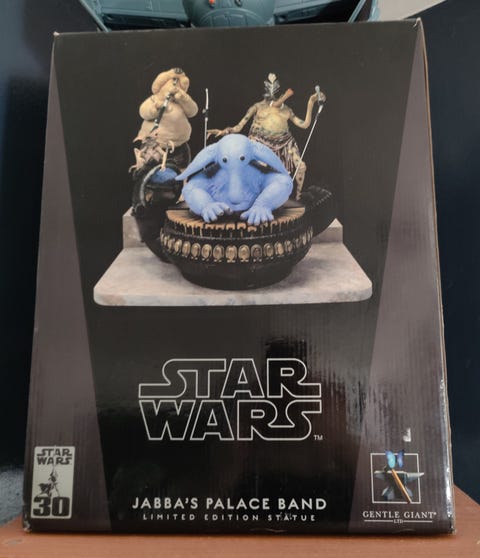 STAR
WARS
TM
STAR
WARS
30
JABBA'S PALACE BAND
LIMITED EDITION STATUE
GENTLE GIANT®
LTD